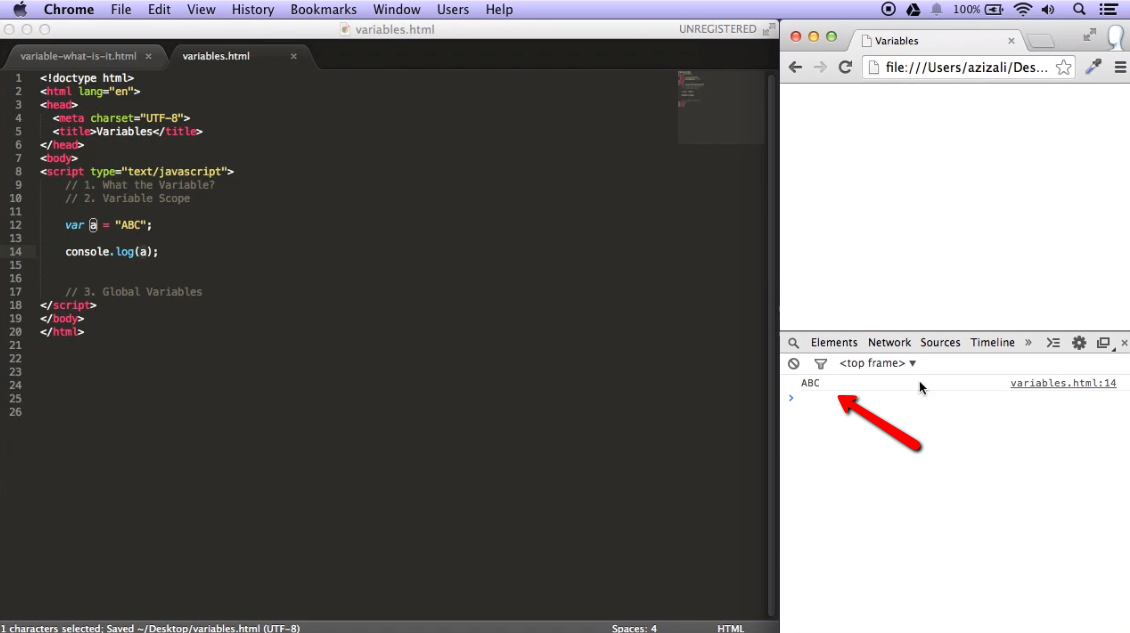 Chrome File Edit View History Bookmarks Window Users Help 100%
variables.html UNREGISTERED
variable-what-is-it.html variables.html
1 <!doctype html>
2 <html lang="en">
3 <head>
4 <meta charset="UTF-8">
5 <title>Variables</title>
6 </head>
7 <body>
8 <script type="text/javascript">
9 // 1. What the Variable?
10 // 2. Variable Scope
11
12 var a = "ABC";
13
14 console.log(a);
15
16
17 // 3. Global Variables
18 </script>
19 </body>
20 </html>
21
22
23
24
25
26
1 characters selected; Saved ~/Desktop/variables.html (UTF-8) Spaces: 4 HTML
Variables
file:///Users/azizali/Des...
Elements Network Sources Timeline »
<top frame> ▼
ABC variables.html:14
>